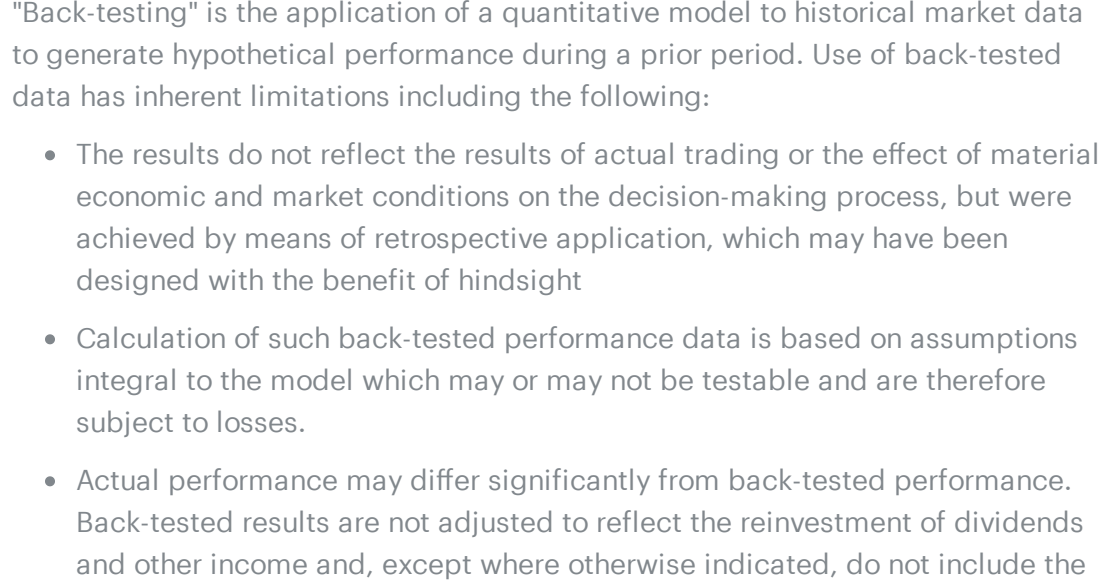 "Back-testing" is the application of a quantitative model to historical market data
to generate hypothetical performance during a prior period. Use of back-tested
data has inherent limitations including the following:
• The results do not reflect the results of actual trading or the effect of material
economic and market conditions on the decision-making process, but were
achieved by means of retrospective application, which may have been
designed with the benefit of hindsight
• Calculation of such back-tested performance data is based on assumptions
integral to the model which may or may not be testable and are therefore
subject to losses.
• Actual performance may differ significantly from back-tested performance.
Back-tested results are not adjusted to reflect the reinvestment of dividends
and other income and, except where otherwise indicated, do not include the